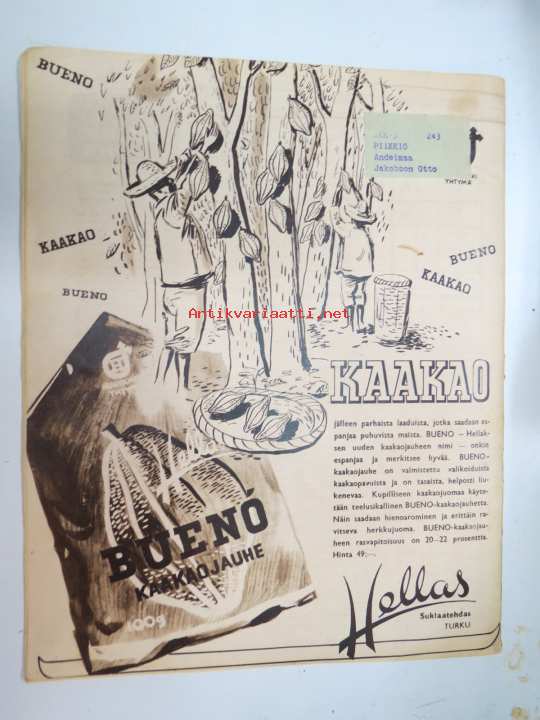 BUENO
243
PIIKKIO
Andelmaa
Jakobson Otto
YHTYMÄ
KAAKAO
BUENO
BUENO
KAAKAO
Antikvariaatti.net
KAAKAO
jälleen parhaista laaduista, jotka saadaan es-
panjaa puhuvista maista. BUENO — Hellak-
sen uuden kaakaojauheen nimi — onkin
espanjaa ja merkitsee hyvää. BUENO-
kaakaojauhe on valmistettu valikoiduista
kaakaopavuista ja on tasaista, helposti liu-
kenevaa. Kupilliseen kaakaojuomaa käyte-
tään teelusikallinen BUENO-kaakaojauhetta.
Näin saadaan hienoarominen ja erittäin ra-
vitseva herkkujuoma. BUENO-kaakaojau-
heen rasvapitoisuus on 20—22 prosenttia.
Hinta 49:—.
BUENO
KAAKAOJAUHE
100g
Hellas
Suklaatehdas
TURKU